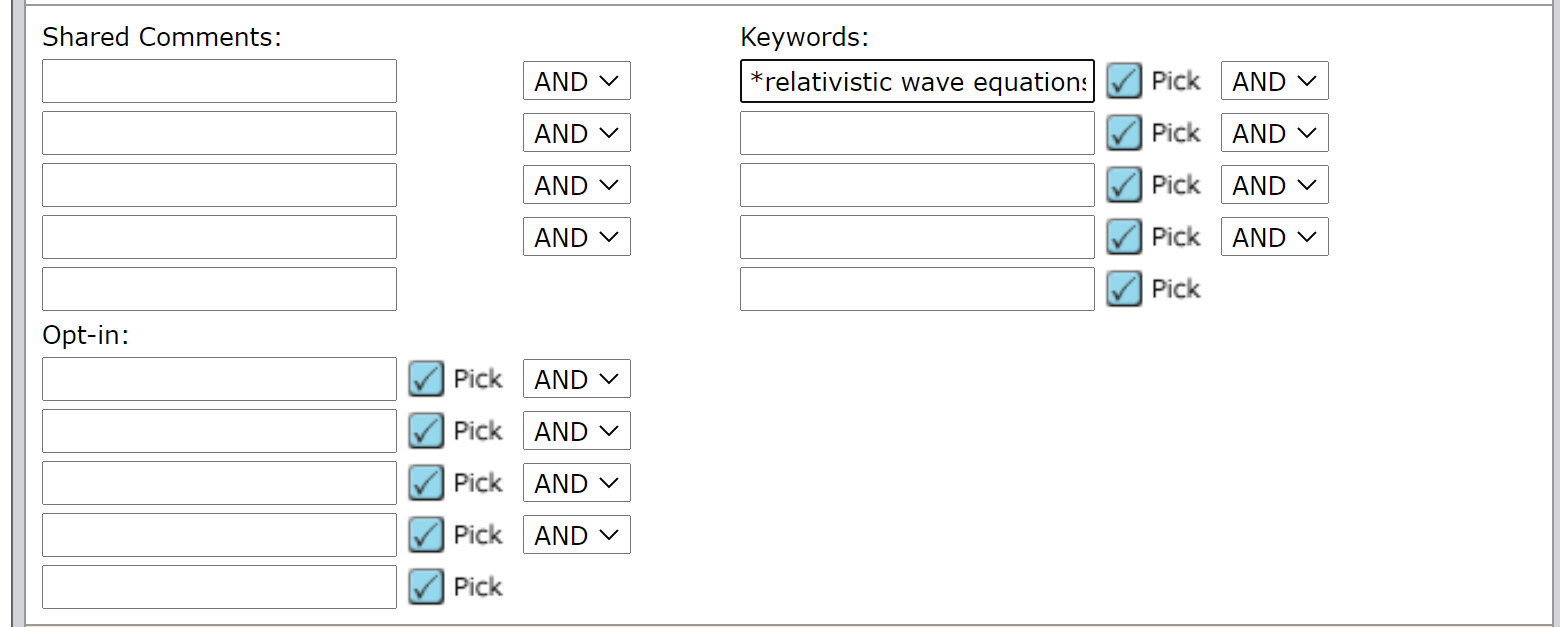 Shared Comments: Keywords:
AND *relativistic wave equations Pick AND
AND Pick AND
AND Pick AND
AND Pick AND
Pick
Opt-in:
Pick AND
Pick AND
Pick AND
Pick AND
Pick